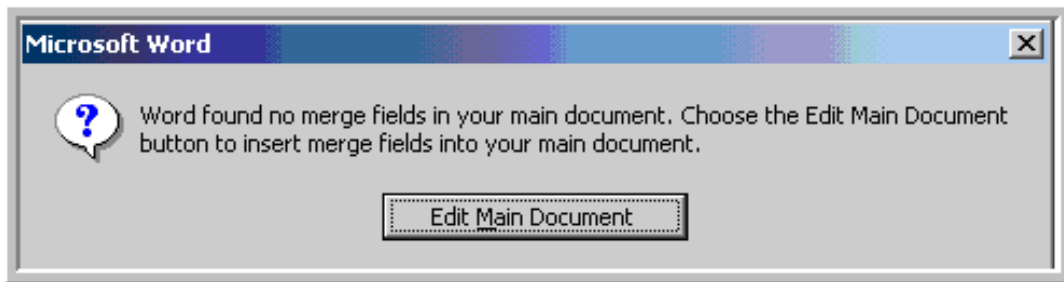 Microsoft Word
Word found no merge fields in your main document. Choose the Edit Main Document
button to insert merge fields into your main document.
Edit Main Document